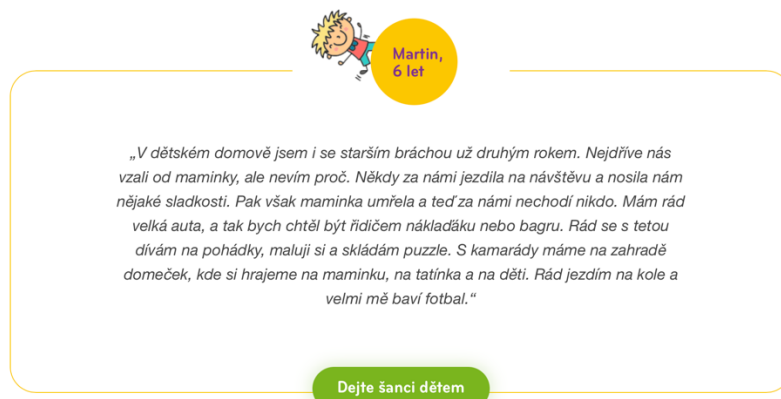 Martin,
6 let
„V dětském domově jsem i se starším bráchou už druhým rokem. Nejdříve nás
vzali od maminky, ale nevím proč. Někdy za námi jezdila na návštěvu a nosila nám
nějaké sladkosti. Pak však maminka umřela a teď za námi nechodí nikdo. Mám rád
velká auta, a tak bych chtěl být řidičem náklaďáku nebo bagru. Rád se s tetou
dívám na pohádky, maluji si a skládám puzzle. S kamarády máme na zahradě
domeček, kde si hrajeme na maminku, na tatínka a na děti. Rád jezdím na kole a
velmi mě baví fotbal.“
Dejte šanci dětem